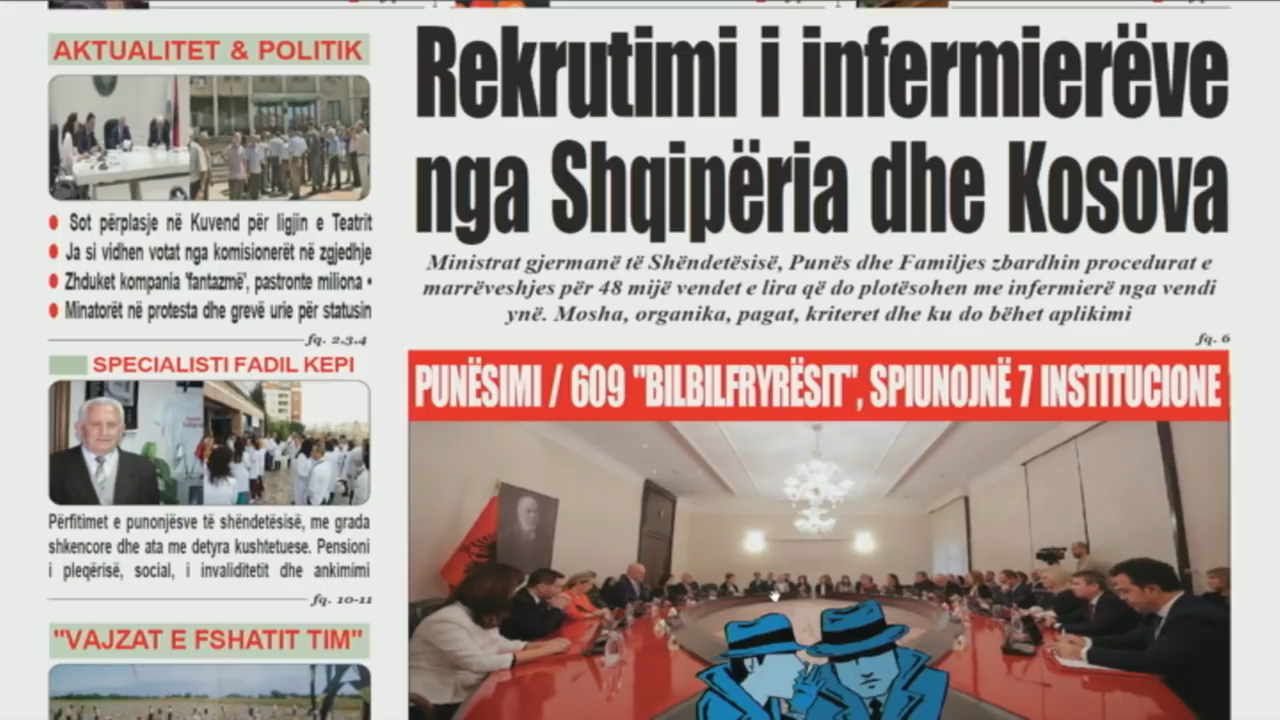 AKTUALITET & POLITIK
Sot përplasje në Kuvend për ligjin e Teatrit
Ja si vidhen votat nga komisionerët në zgjedhje
Zhduket kompania 'fantazmë', pastronte miliona •
Minatorët në protesta dhe grevë urie për statusin
fq. 2,3,4
SPECIALISTI FADIL KEPI
Përfitimet e punonjësve të shëndetësisë, me grada
shkencore dhe ata me detyra kushtetuese. Pensioni
i pleqërisë, social, i invaliditetit dhe ankimimi
fq. 10-11
"VAJZAT E FSHATIT TIM"
Rekrutimi i infermierëve
nga Shqipëria dhe Kosova
Ministrat gjermanë të Shëndetësisë, Punës dhe Familjes zbardhin procedurat e
marrëveshjes për 48 mijë vendet e lira që do plotësohen me infermierë nga vendi
ynë. Mosha, organika, pagat, kriteret dhe ku do bëhet aplikimi
fq. 6
PUNËSIMI / 609 "BILBILFRYRËSIT", SPIUNOJNË 7 INSTITUCIONE